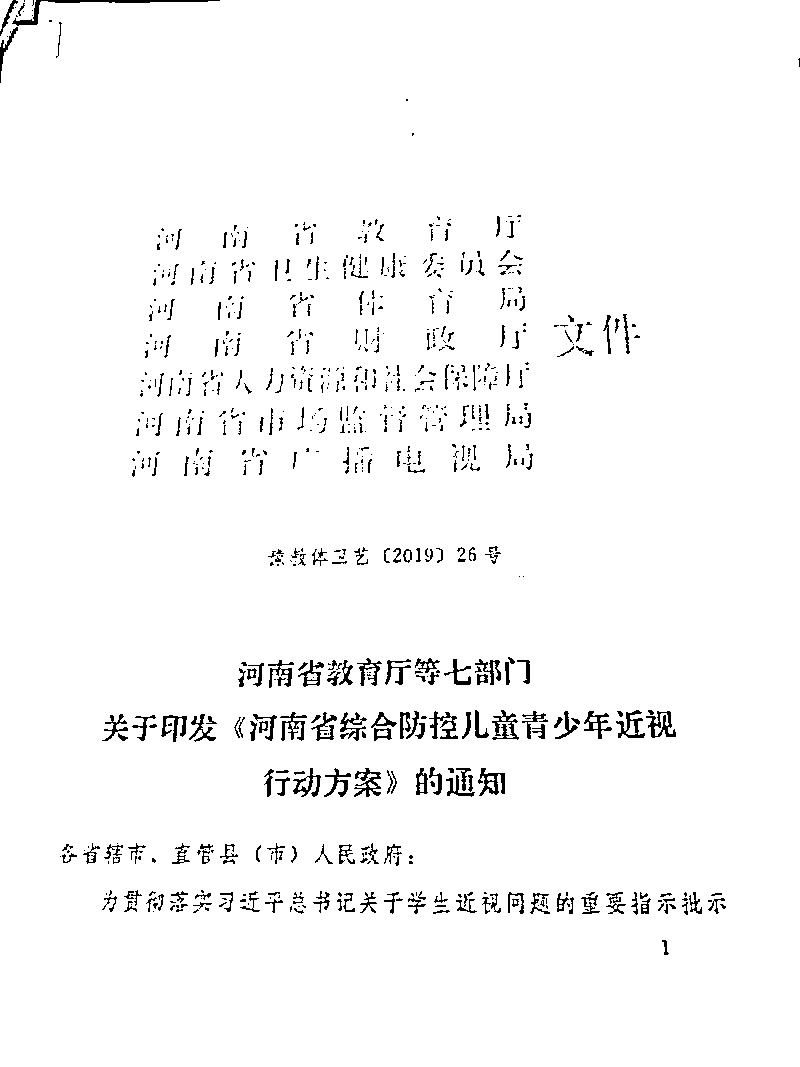 河南省教育厅
河南省卫生健康委员会
河南省体育局
河南省财政厅
河南省人力资源和社会保障厅
河南省市场监督管理局
河南省广播电视局
文件
豫教体卫艺〔2019〕26号
河南省教育厅等七部门
关于印发《河南省综合防控儿童青少年近视
行动方案》的通知
各省辖市、直管县（市）人民政府：
为贯彻落实习近平总书记关于学生近视问题的重要指示批示
1